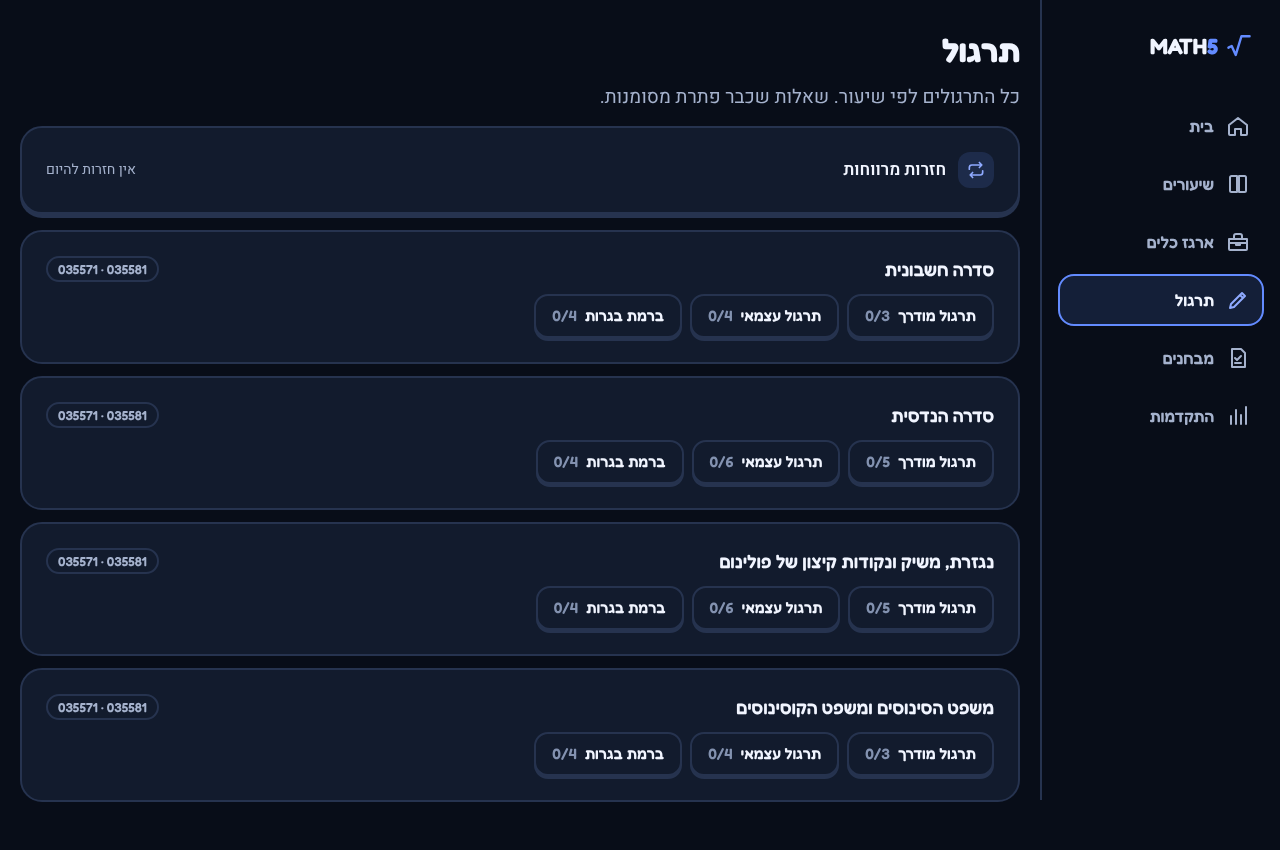 MATH5
בית
שיעורים
ארגז כלים
תרגול
מבחנים
התקדמות
תרגול
כל התרגולים לפי שיעור. שאלות שכבר פתרת מסומנות.
חזרות מרווחות
אין חזרות להיום
סדרה חשבונית
035571 · 035581
תרגול מודרך 0/3
תרגול עצמאי 0/4
ברמת בגרות 0/4
סדרה הנדסית
035571 · 035581
תרגול מודרך 0/5
תרגול עצמאי 0/6
ברמת בגרות 0/4
נגזרת, משיק ונקודות קיצון של פולינום
035571 · 035581
תרגול מודרך 0/5
תרגול עצמאי 0/6
ברמת בגרות 0/4
משפט הסינוסים ומשפט הקוסינוסים
035571 · 035581
תרגול מודרך 0/3
תרגול עצמאי 0/4
ברמת בגרות 0/4